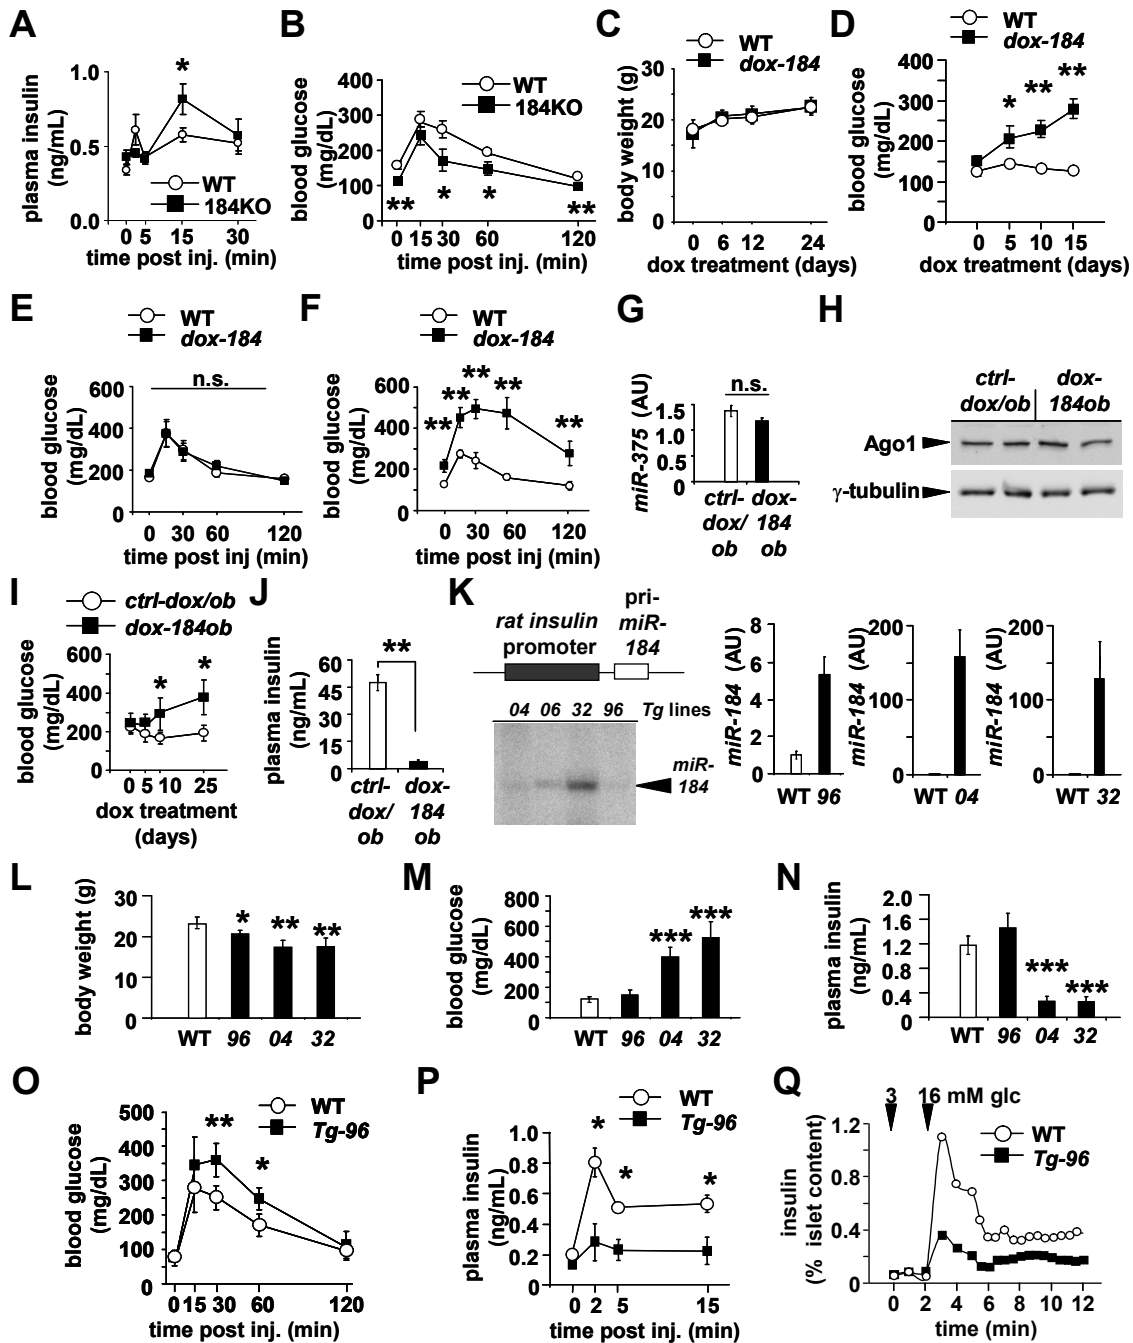 A
plasma insulin
(ng/mL)
1.0
0.5
0.0
*
WT
184KO
0 5 15 30
time post inj. (min)
B
blood glucose
(mg/dL)
400
300
200
100
0
WT
184KO
** * * **
0 15 30 60 120
time post inj. (min)
C
WT
dox-184
body weight (g)
30
20
10
0
0 6 12 24
dox treatment (days)
D
WT
dox-184
blood glucose
(mg/dL)
400
300
200
100
0
* ** **
0 5 10 15
dox treatment (days)
E
WT
dox-184
n.s.
blood glucose
(mg/dL)
600
400
200
0
0 30 60 120
time post inj (min)
F
WT
dox-184
blood glucose
(mg/dL)
600
400
200
0
** ** ** ** **
0 30 60 120
time post inj (min)
G
n.s.
miR-375 (AU)
1.5
1.0
0.5
0
ctrl-dox/ob
dox-184ob
H
ctrl-
dox/ob
dox-
184ob
Ago1
γ-tubulin
I
ctrl-dox/ob
dox-184ob
blood glucose
(mg/dL)
600
400
200
0
* *
0 5 10 25
dox treatment
(days)
J
plasma insulin
(ng/mL)
60
45
30
15
0
**
ctrl-
dox/
ob
dox-
184
ob
K
rat insulin
promoter
pri-
miR-
184
04 06 32 96 Tg lines
miR-
184
miR-184 (AU)
8
6
4
2
0
WT 96
miR-184 (AU)
200
100
0
WT 04
miR-184 (AU)
200
100
0
WT 32
L
body weight (g)
30
20
10
0
* ** **
WT 96 04 32
M
blood glucose
(mg/dL)
800
600
400
200
0
*** ***
WT 96 04 32
N
plasma insulin
(ng/mL)
2.0
1.6
1.2
0.8
0.4
0
*** ***
WT 96 04 32
O
WT
Tg-96
blood glucose
(mg/dL)
500
400
300
200
100
0
** *
0 15 30 60 120
time post inj. (min)
P
WT
Tg-96
plasma insulin
(ng/mL)
1.0
0.8
0.6
0.4
0.2
0
* * *
0 2 5 15
time post inj. (min)
Q
3 16 mM glc
WT
Tg-96
insulin
(% islet content)
1.2
0.8
0.4
0
0 2 4 6 8 10 12
time (min)